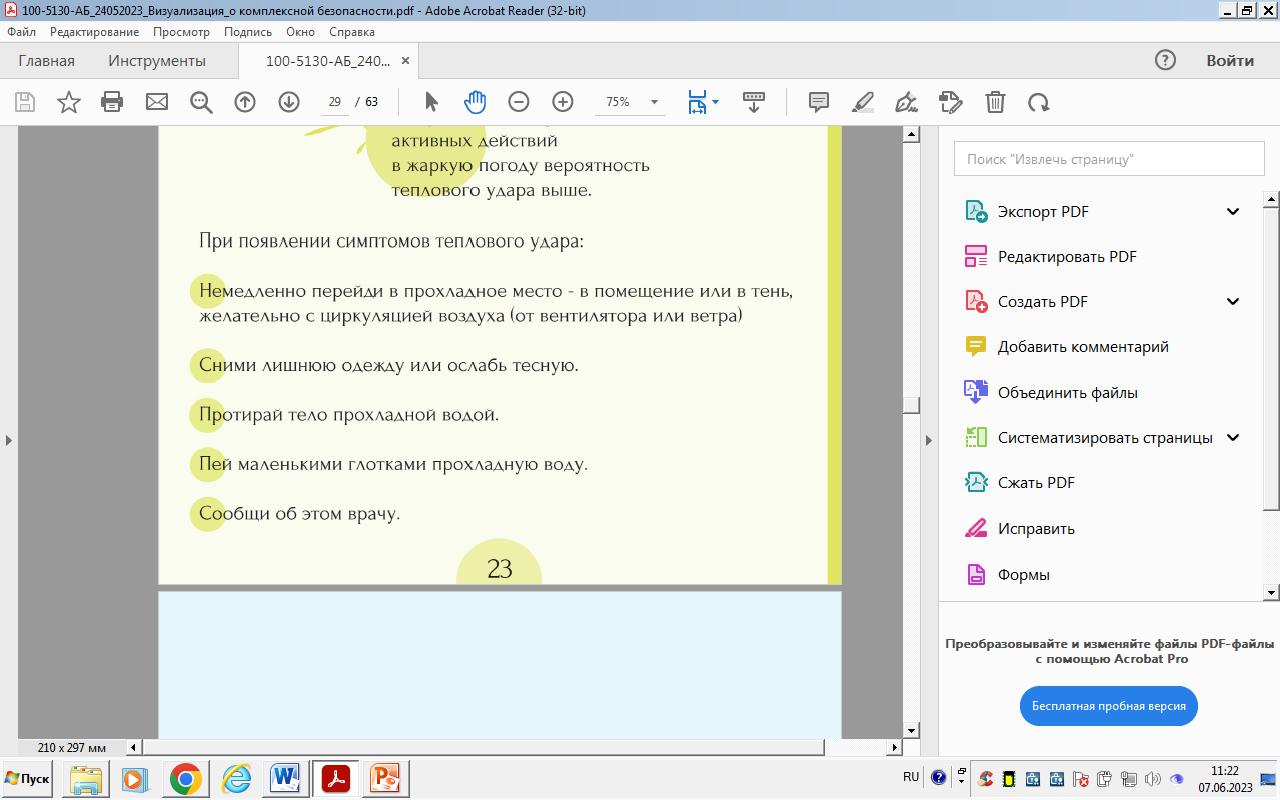 100-5130-АБ_24052023_Визуализация_о комплексной безопасности.pdf - Adobe Acrobat Reader (32-bit)
Файл Редактирование Просмотр Подпись Окно Справка
Главная Инструменты 100-5130-АБ_240... × Войти
29 / 63 75%
активных действий
в жаркую погоду вероятность
теплового удара выше.
При появлении симптомов теплового удара:
Немедленно перейди в прохладное место - в помещение или в тень,
желательно с циркуляцией воздуха (от вентилятора или ветра)
Сними лишнюю одежду или ослабь тесную.
Протирай тело прохладной водой.
Пей маленькими глотками прохладную воду.
Сообщи об этом врачу.
23
210 x 297 мм
Поиск "Извлечь страницу"
Экспорт PDF
Редактировать PDF
Создать PDF
Добавить комментарий
Объединить файлы
Систематизировать страницы
Сжать PDF
Исправить
Формы
Преобразовывайте и изменяйте файлы PDF-файлы
с помощью Acrobat Pro
Бесплатная пробная версия
Пуск
RU
11:22
07.06.2023